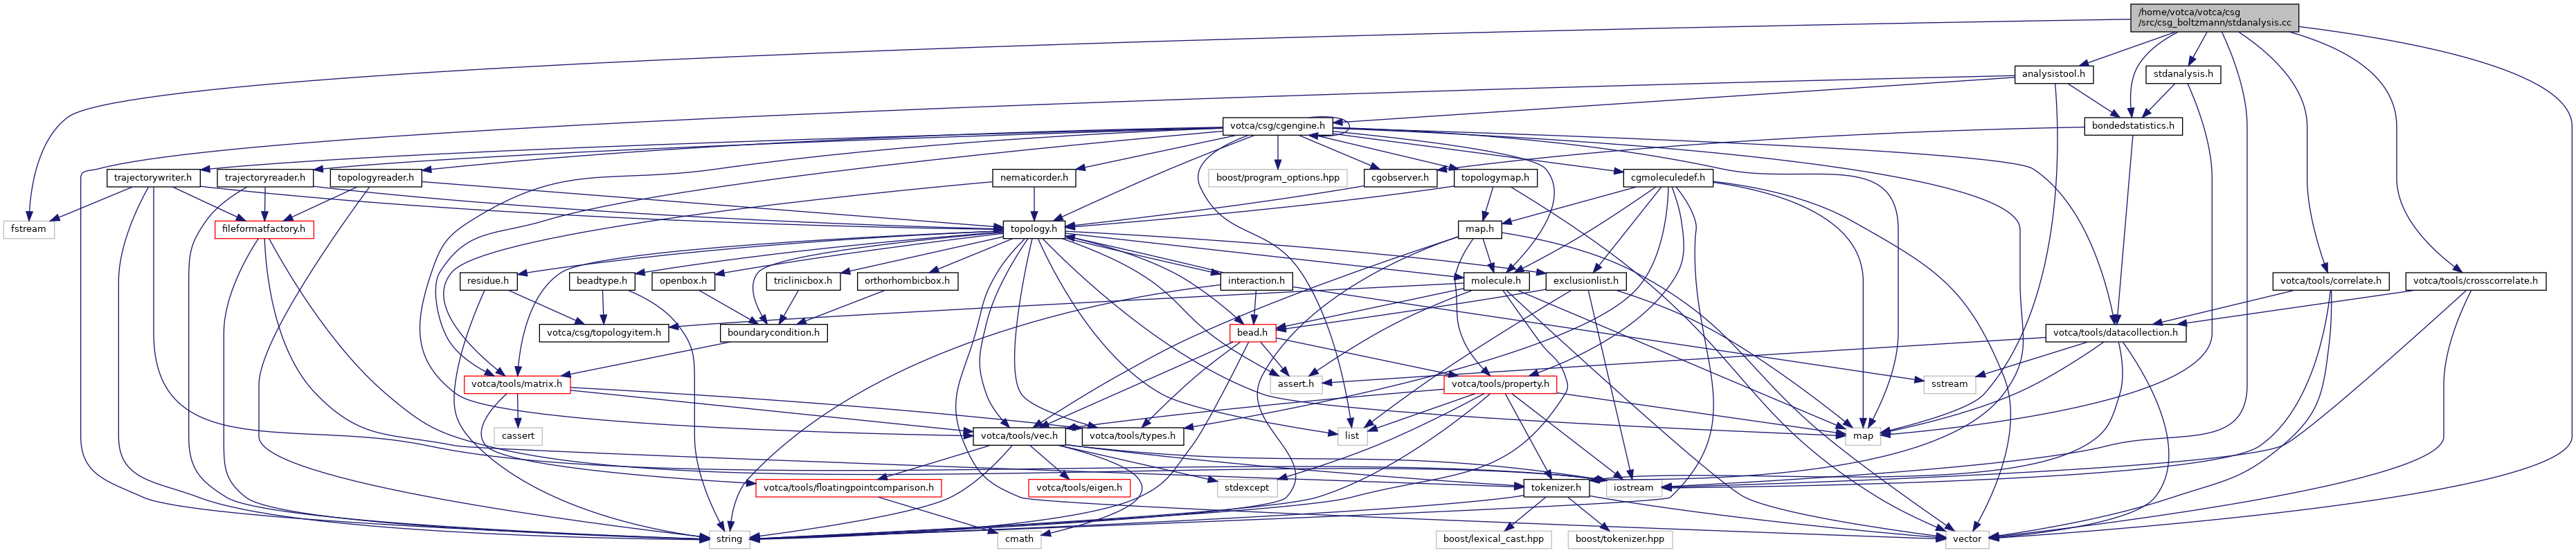 /home/votca/votca/csg
/src/csg_boltzmann/stdanalysis.cc
analysistool.h
stdanalysis.h
votca/csg/cgengine.h
bondedstatistics.h
trajectorywriter.h
trajectoryreader.h
topologyreader.h
nematicorder.h
boost/program_options.hpp
cgobserver.h
topologymap.h
cgmoleculedef.h
fstream
fileformatfactory.h
topology.h
map.h
residue.h
beadtype.h
openbox.h
triclinicbox.h
orthorhombicbox.h
interaction.h
molecule.h
exclusionlist.h
votca/tools/correlate.h
votca/tools/crosscorrelate.h
votca/csg/topologyitem.h
boundarycondition.h
bead.h
votca/tools/datacollection.h
votca/tools/matrix.h
assert.h
votca/tools/property.h
sstream
cassert
votca/tools/vec.h
votca/tools/types.h
list
map
votca/tools/floatingpointcomparison.h
votca/tools/eigen.h
stdexcept
tokenizer.h
iostream
string
cmath
boost/lexical_cast.hpp
boost/tokenizer.hpp
vector